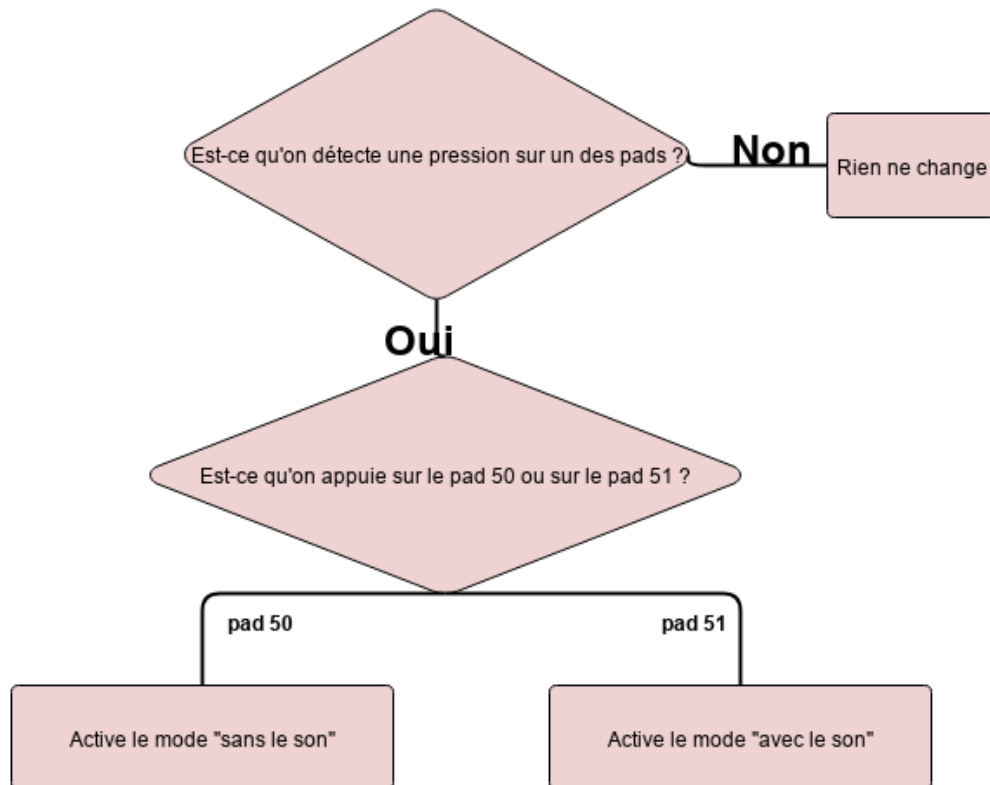 Est-ce qu'on détecte une pression sur un des pads ?
Non
Rien ne change
Oui
Est-ce qu'on appuie sur le pad 50 ou sur le pad 51 ?
pad 50
pad 51
Active le mode "sans le son"
Active le mode "avec le son"